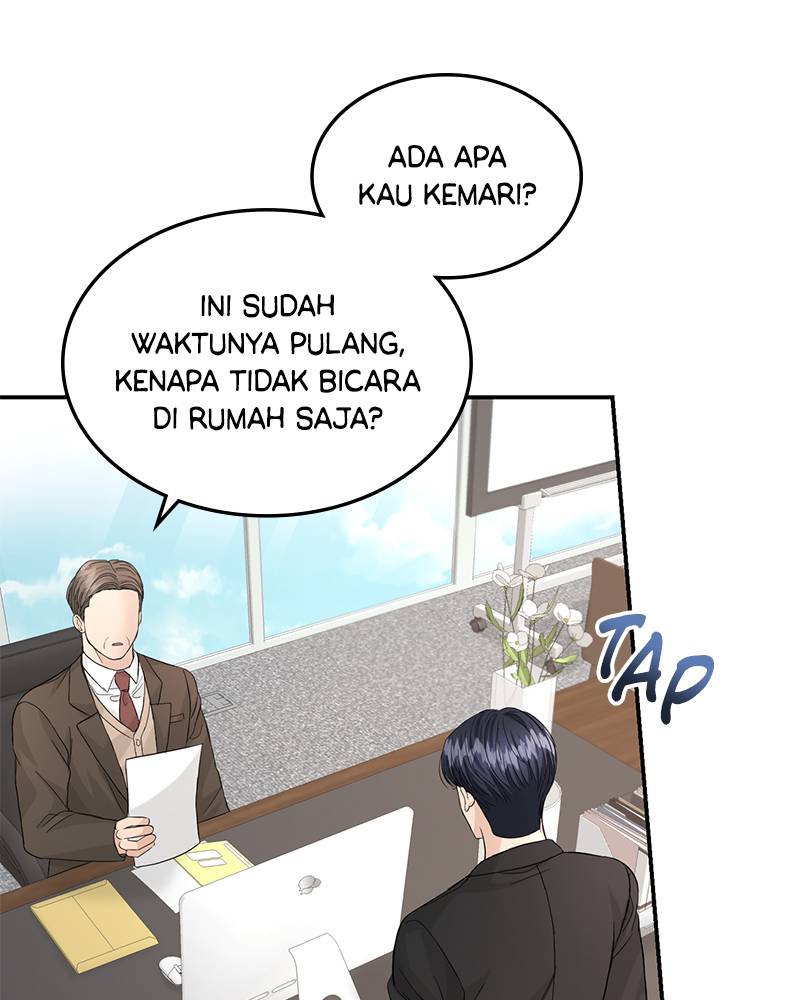 ADA APA
KAU KEMARI?
INI SUDAH
WAKTUNYA PULANG,
KENAPA TIDAK BICARA
DI RUMAH SAJA?
TAP